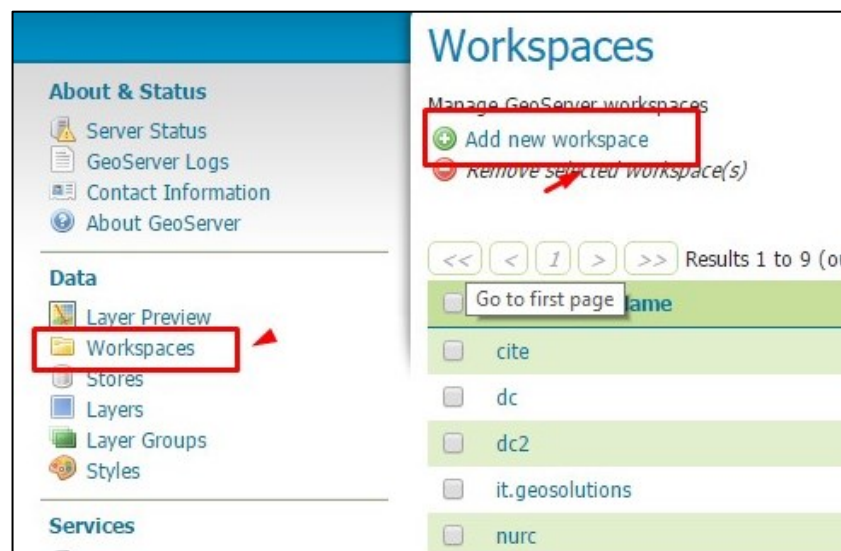 About & Status
Server Status
GeoServer Logs
Contact Information
About GeoServer
Data
Layer Preview
Workspaces
Stores
Layers
Layer Groups
Styles
Services
Workspaces
Manage GeoServer workspaces
Add new workspace
Remove selected workspace(s)
<< < 1 > >> Results 1 to 9 (o
Go to first page
ame
cite
dc
dc2
it.geosolutions
nurc